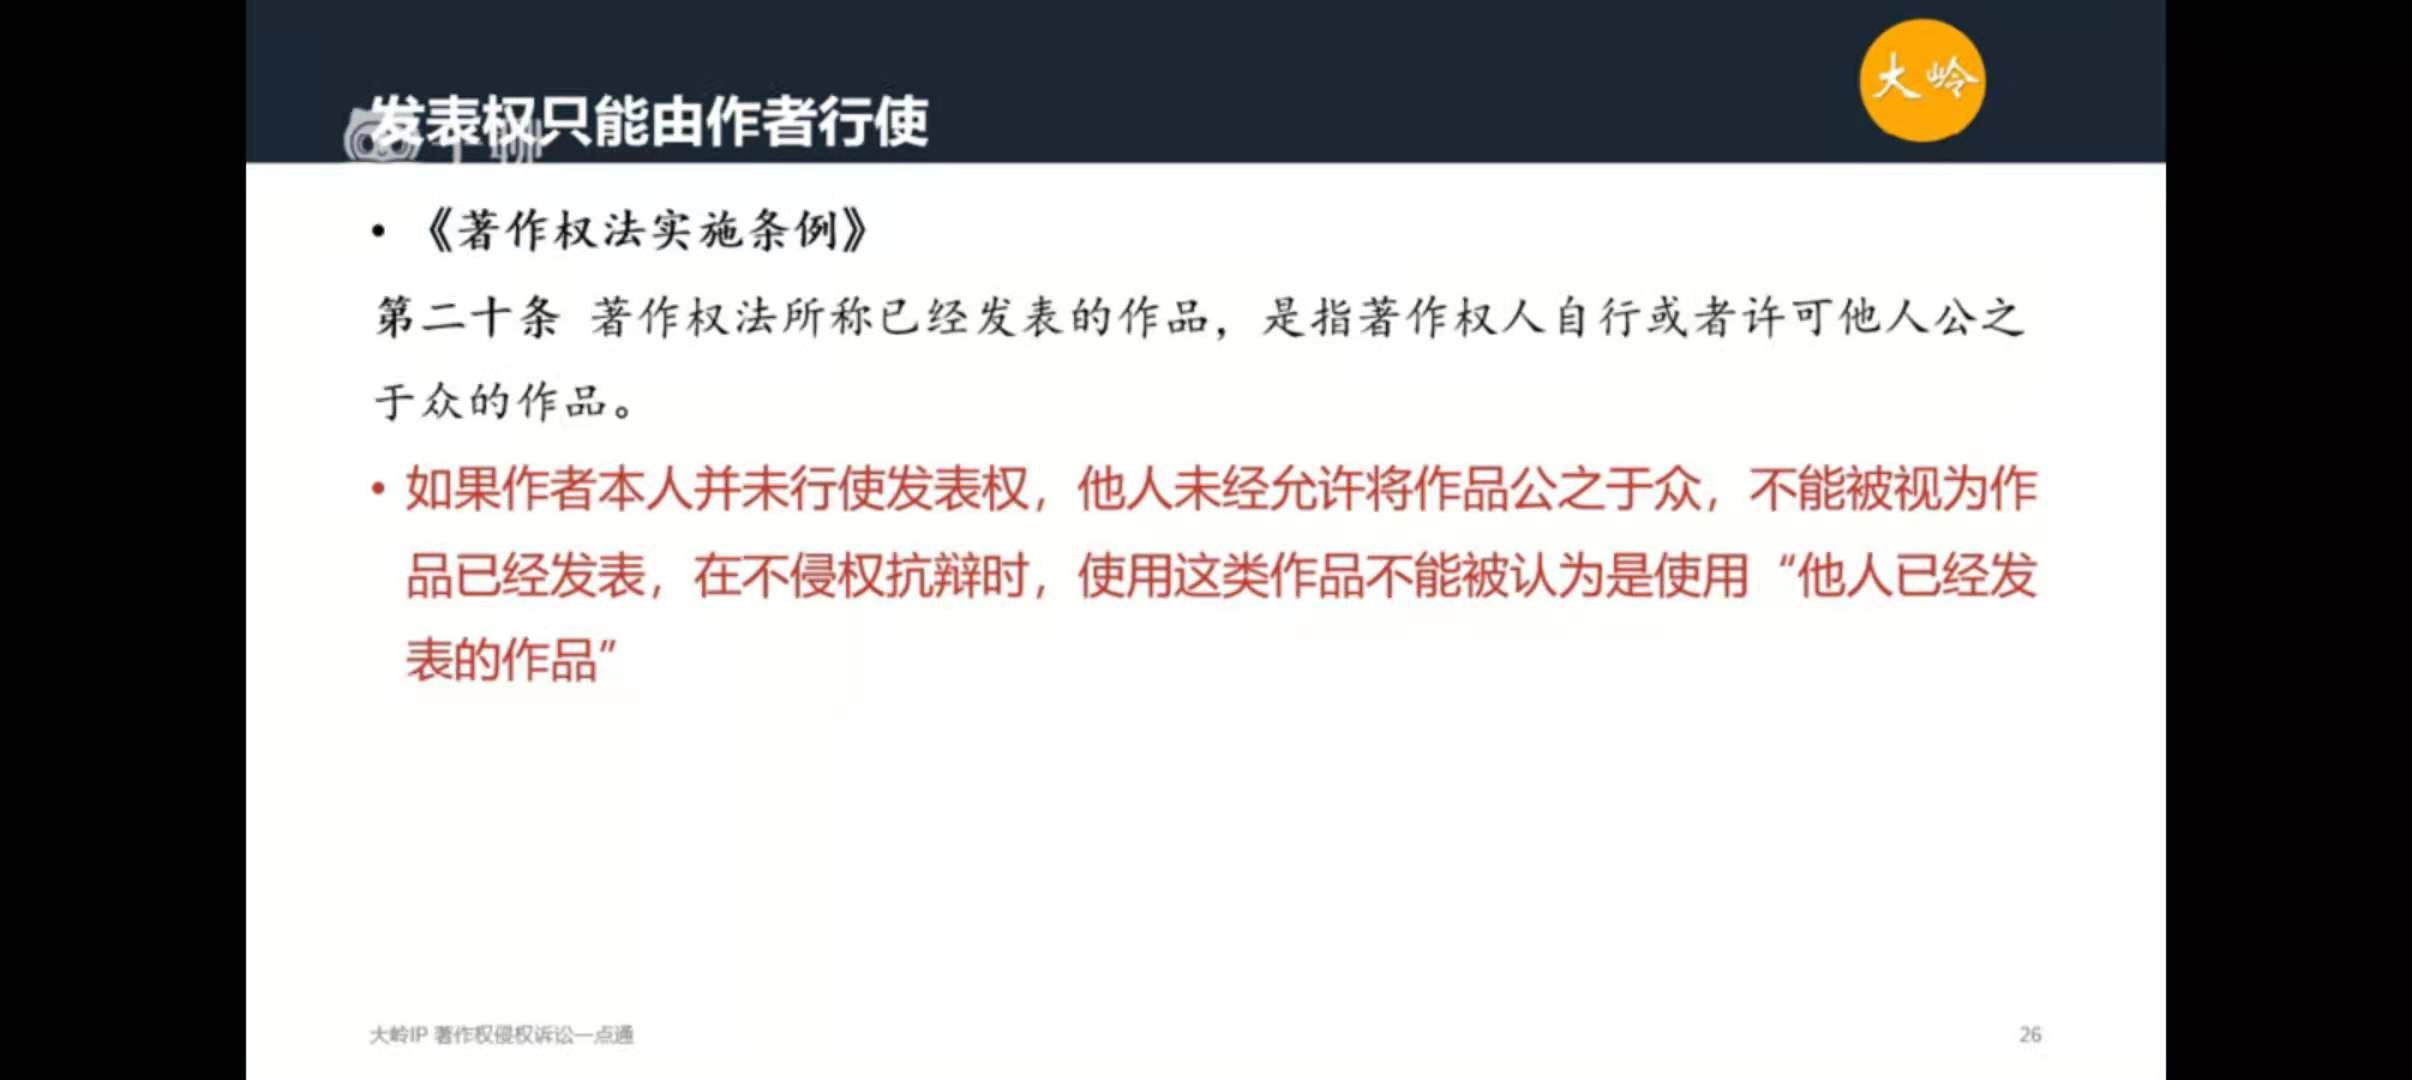 大岭
发表权只能由作者行使
• 《著作权法实施条例》
第二十条 著作权法所称已经发表的作品，是指著作权人自行或者许可他人公之
于众的作品。
• 如果作者本人并未行使发表权，他人未经允许将作品公之于众，不能被视为作
品已经发表，在不侵权抗辩时，使用这类作品不能被认为是使用“他人已经发
表的作品”
大岭IP 著作权侵权诉讼一点通
26